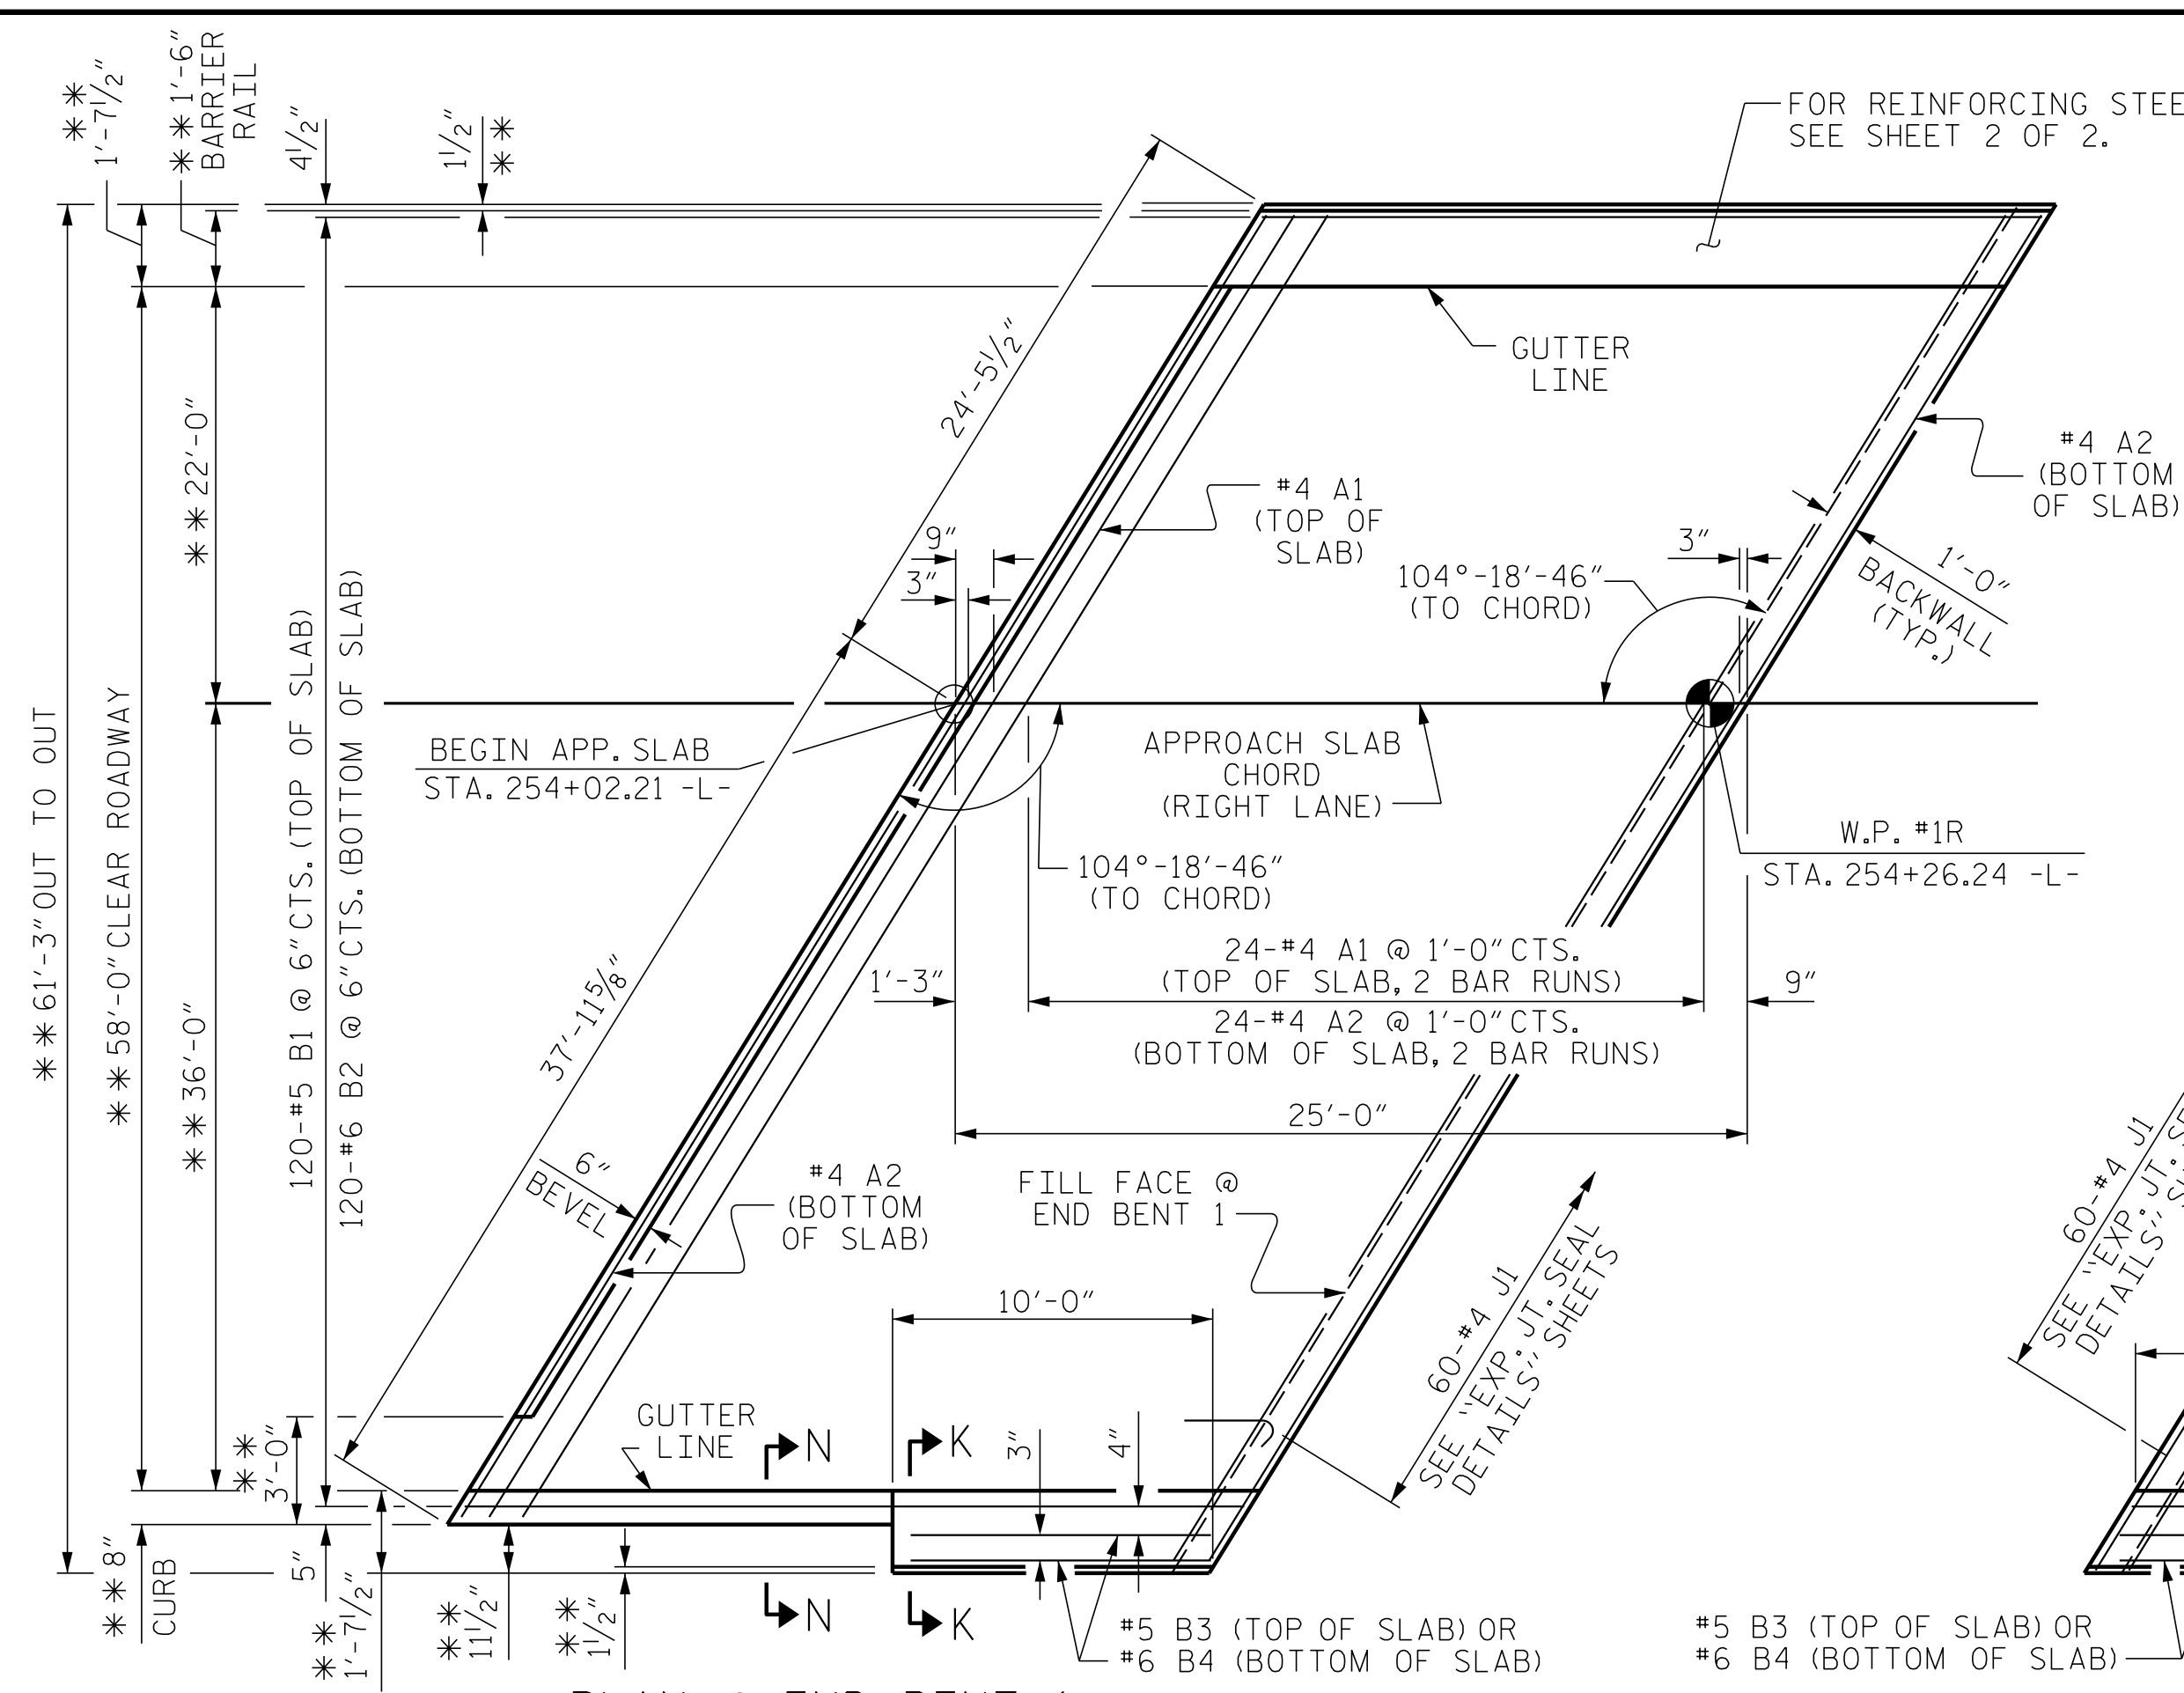 **
1'-7½"
**1'-6"
BARRIER
RAIL
4½"
1½"
**
FOR REINFORCING STEE
SEE SHEET 2 OF 2.
24'-5½"
GUTTER
LINE
**22'-0"
#4 A1
(TOP OF
SLAB)
#4 A2
(BOTTOM
OF SLAB)
9"
3"
3"
104°-18'-46"
(TO CHORD)
1'-0"
BACKWALL
(TYP.)
**61'-3"OUT TO OUT
**58'-0"CLEAR ROADWAY
120-#5 B1 @ 6"CTS.(TOP OF SLAB)
120-#6 B2 @ 6"CTS.(BOTTOM OF SLAB)
BEGIN APP. SLAB
STA. 254+02.21 -L-
APPROACH SLAB
CHORD
(RIGHT LANE)
W.P. #1R
STA. 254+26.24 -L-
104°-18'-46"
(TO CHORD)
37'-11⅝"
**36'-0"
24-#4 A1 @ 1'-0"CTS.
(TOP OF SLAB, 2 BAR RUNS)
1'-3"
9"
24-#4 A2 @ 1'-0"CTS.
(BOTTOM OF SLAB, 2 BAR RUNS)
25'-0"
6"
BEVEL
#4 A2
(BOTTOM
OF SLAB)
FILL FACE @
END BENT 1
60-#4 J1
SEE "EXP. JT. SEAL
DETAILS" SHEETS
60-#4 J1
SEE "EXP. JT. SE
DETAILS"
10'-0"
GUTTER
LINE
N
K
3"
4"
**
3'-0"
**8"
CURB
5"
**
1'-7½"
**
11½"
**
1½"
N
K
#5 B3 (TOP OF SLAB) OR
#6 B4 (BOTTOM OF SLAB)
#5 B3 (TOP OF SLAB) OR
#6 B4 (BOTTOM OF SLAB)